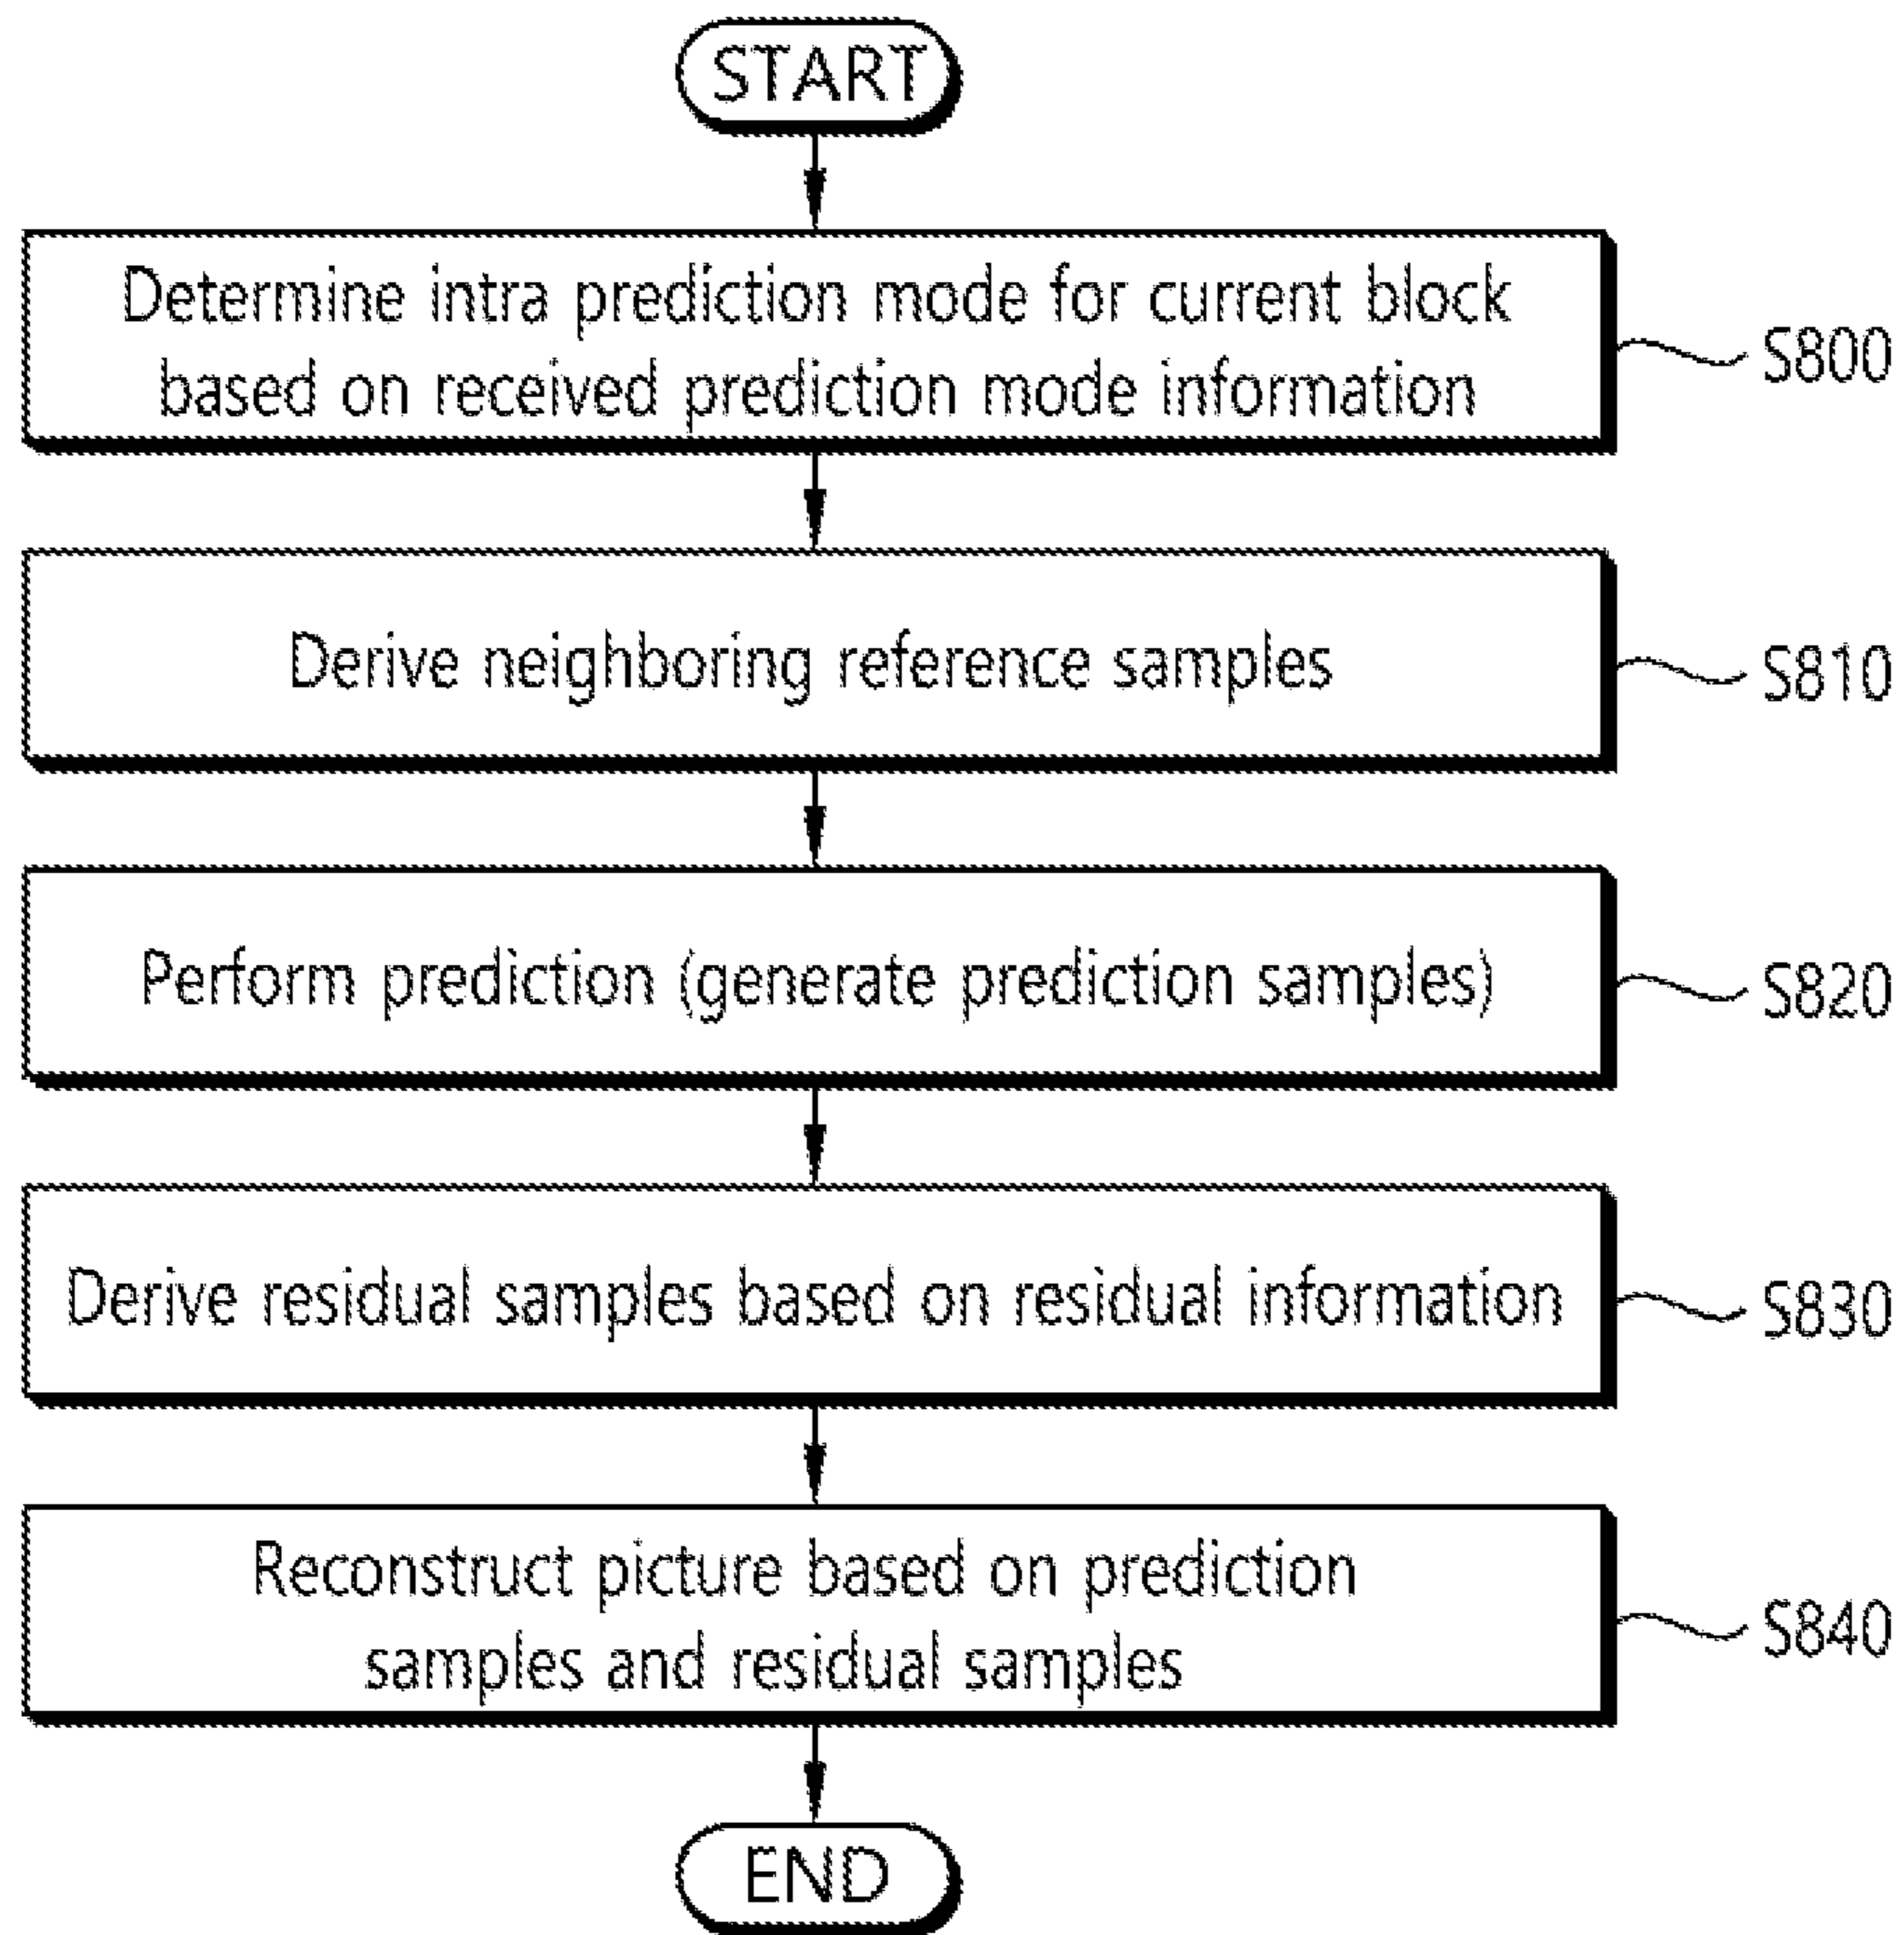 START
Determine intra prediction mode for current block
based on received prediction mode information
S800
Derive neighboring reference samples
S810
Perform prediction (generate prediction samples)
S820
Derive residual samples based on residual information
S830
Reconstruct picture based on prediction
samples and residual samples
S840
END